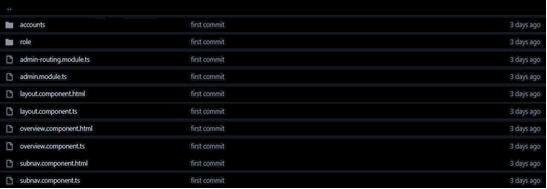 ..
accounts first commit 3 days ago
role first commit 3 days ago
admin-routing.module.ts first commit 3 days ago
admin.module.ts first commit 3 days ago
layout.component.html first commit 3 days ago
layout.component.ts first commit 3 days ago
overview.component.html first commit 3 days ago
overview.component.ts first commit 3 days ago
subnav.component.html first commit 3 days ago
subnav.component.ts first commit 3 days ago